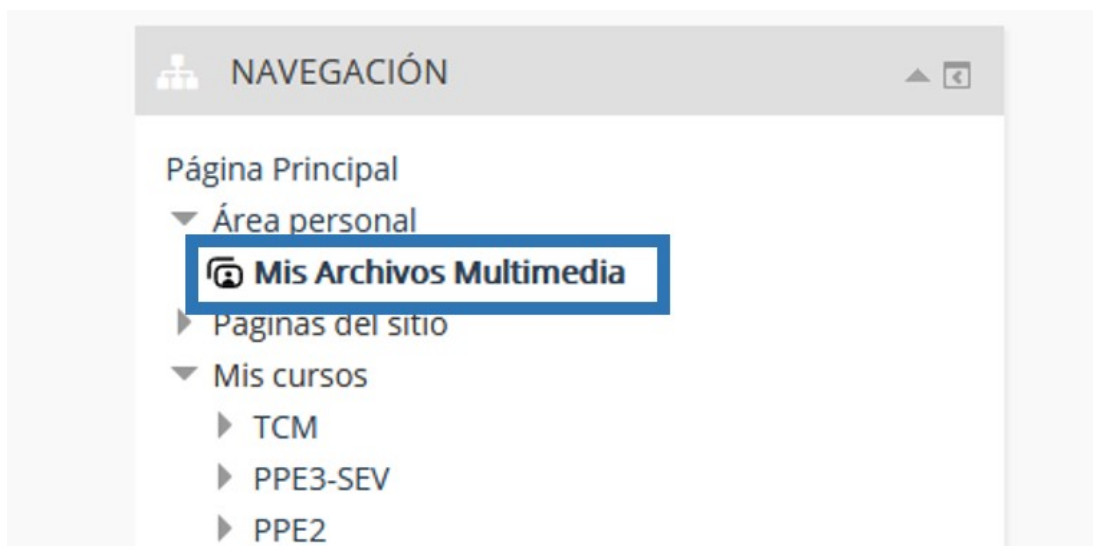 NAVEGACIÓN
Página Principal
Área personal
Mis Archivos Multimedia
Páginas del sitio
Mis cursos
TCM
PPE3-SEV
PPE2